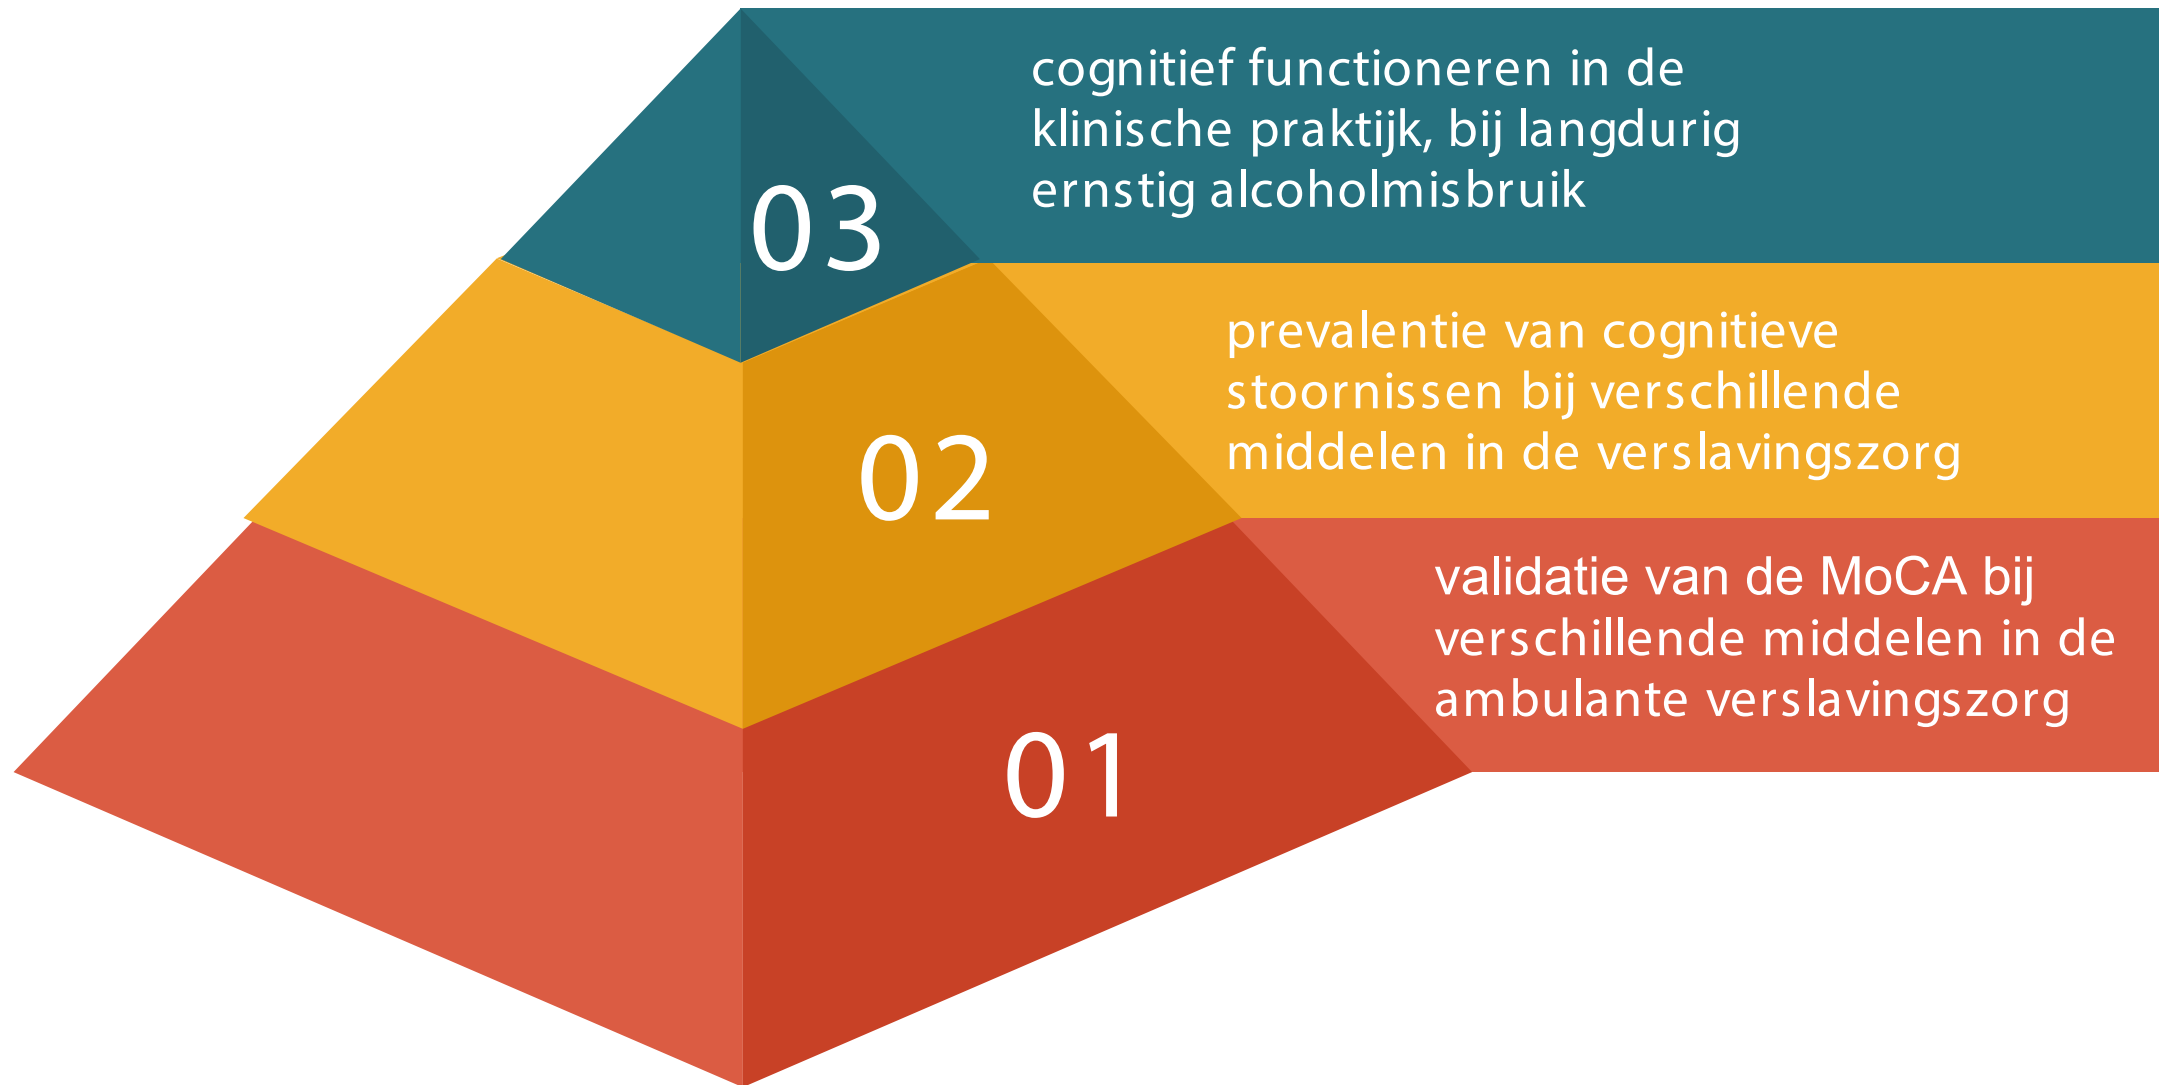 cognitief functioneren in de
klinische praktijk, bij langdurig
ernstig alcoholmisbruik
03
prevalentie van cognitieve
stoornissen bij verschillende
middelen in de verslavingszorg
02
validatie van de MoCA bij
verschillende middelen in de
ambulante verslavingszorg
01